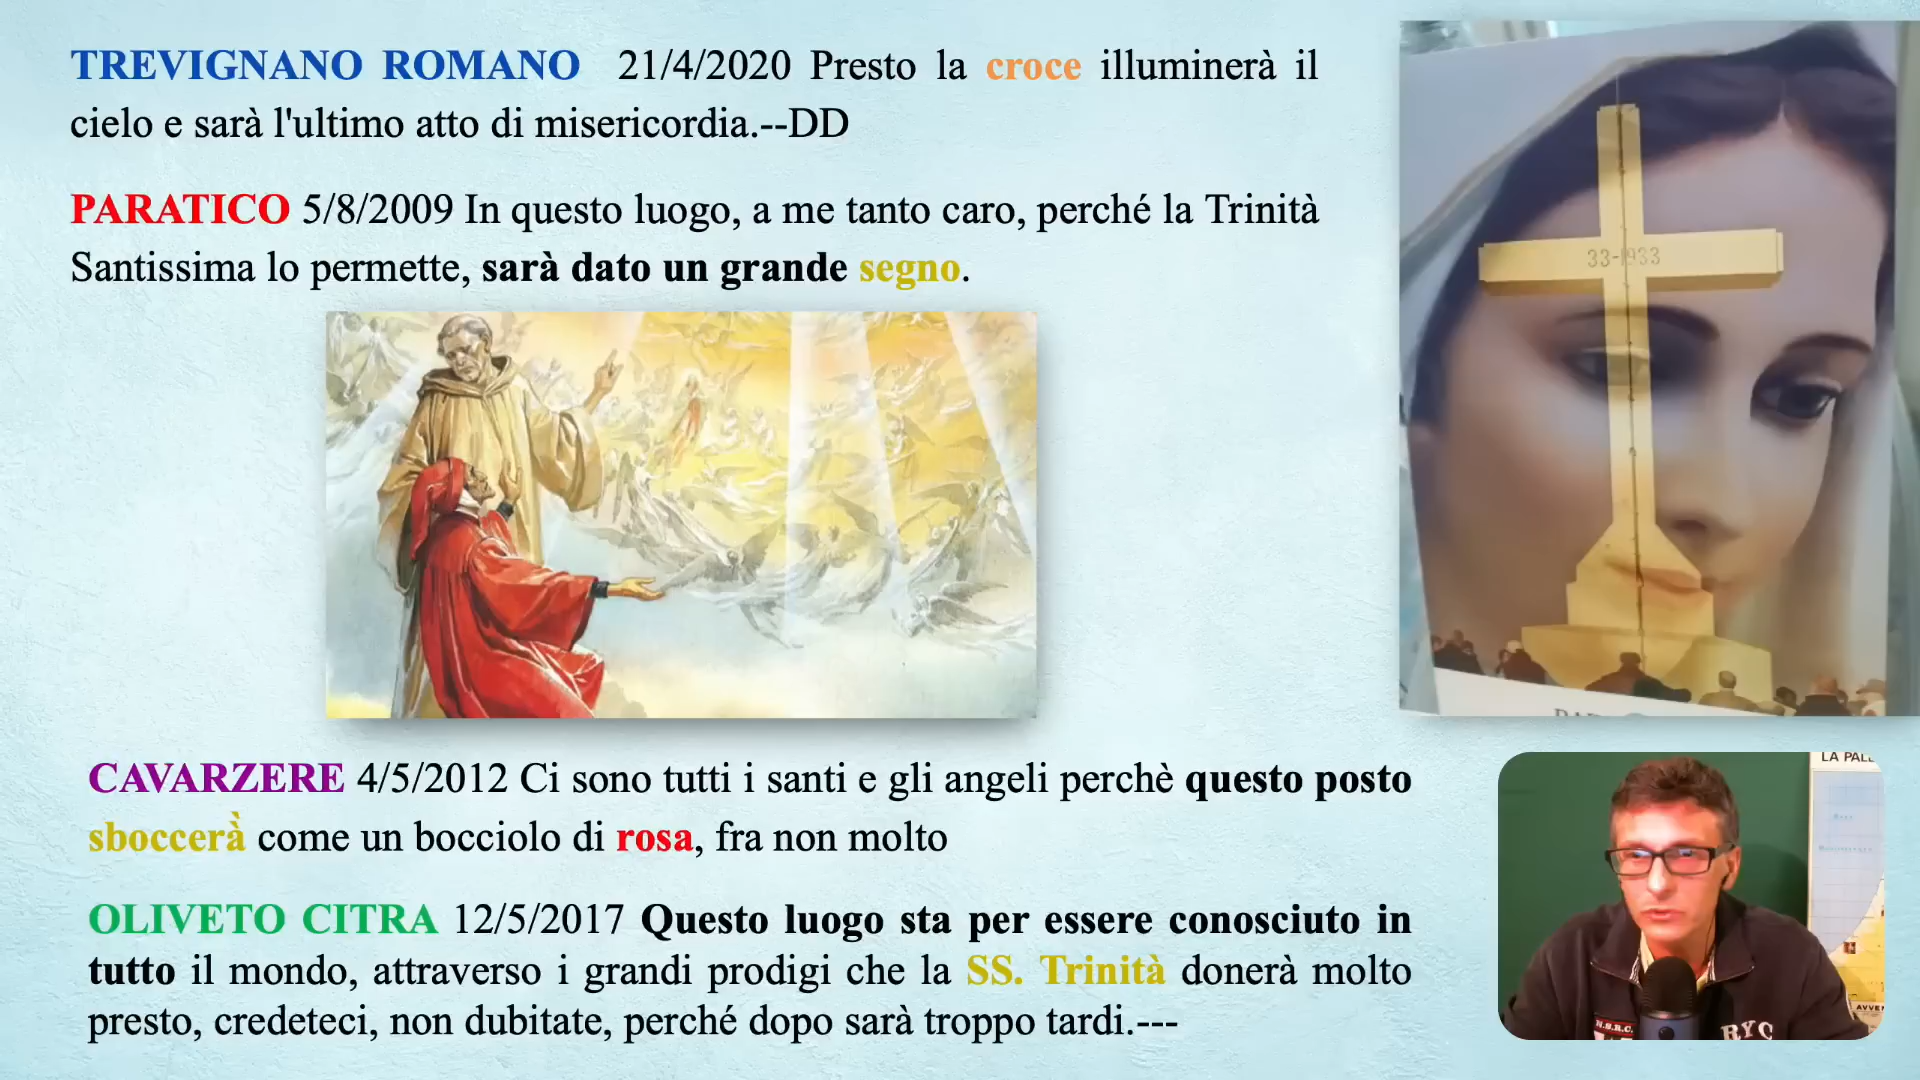 TREVIGNANO ROMANO 21/4/2020 Presto la croce illuminerà il
cielo e sarà l'ultimo atto di misericordia.--DD
PARATICO 5/8/2009 In questo luogo, a me tanto caro, perché la Trinità
Santissima lo permette, sarà dato un grande segno.
33-1933
CAVARZERE 4/5/2012 Ci sono tutti i santi e gli angeli perchè questo posto
sboccerà̀ come un bocciolo di rosa, fra non molto
OLIVETO CITRA 12/5/2017 Questo luogo sta per essere conosciuto in
tutto il mondo, attraverso i grandi prodigi che la SS. Trinità donerà molto
presto, credeteci, non dubitate, perché dopo sarà troppo tardi.---
LA
N.S.R.C.
RYC